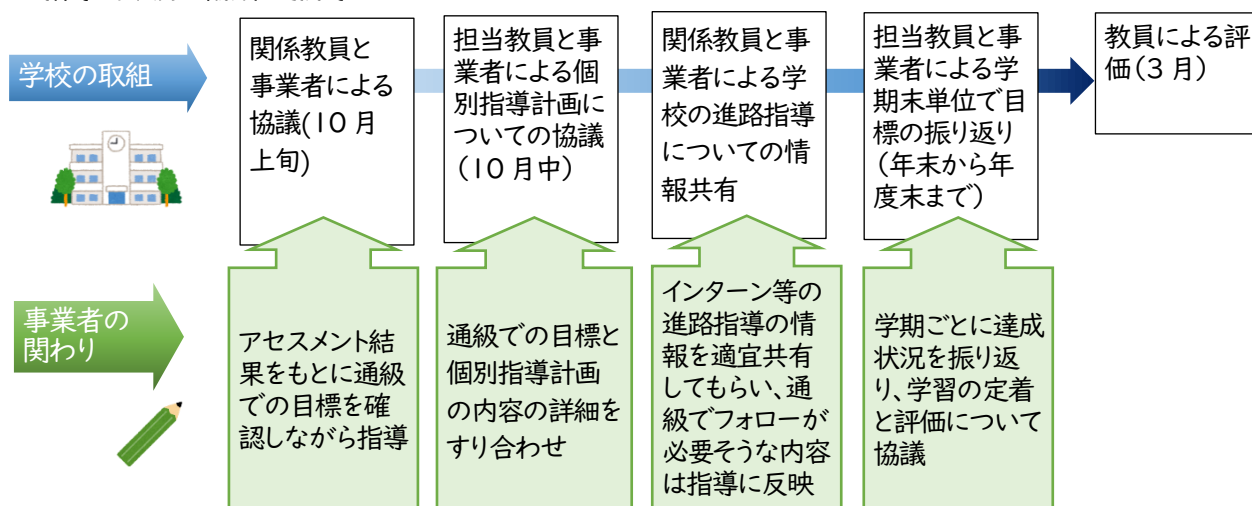 学校の取組
関係教員と
事業者による
協議(10月
上旬)
担当教員と事
業者による個
別指導計画に
ついての協議
(10月中)
関係教員と事
業者による学
校の進路指導
についての情
報共有
担当教員と事
業者による学
期末単位で目
標の振り返り
(年末から年
度末まで)
教員による評
価(3月)
事業者の
関わり
アセスメント結
果をもとに通級
での目標を確
認しながら指導
通級での目標と
個別指導計画
の内容の詳細を
すり合わせ
インターン等の
進路指導の情
報を適宜共有
してもらい、通
級でフォローが
必要そうな内容
は指導に反映
学期ごとに達成
状況を振り返
り、学習の定着
と評価について
協議